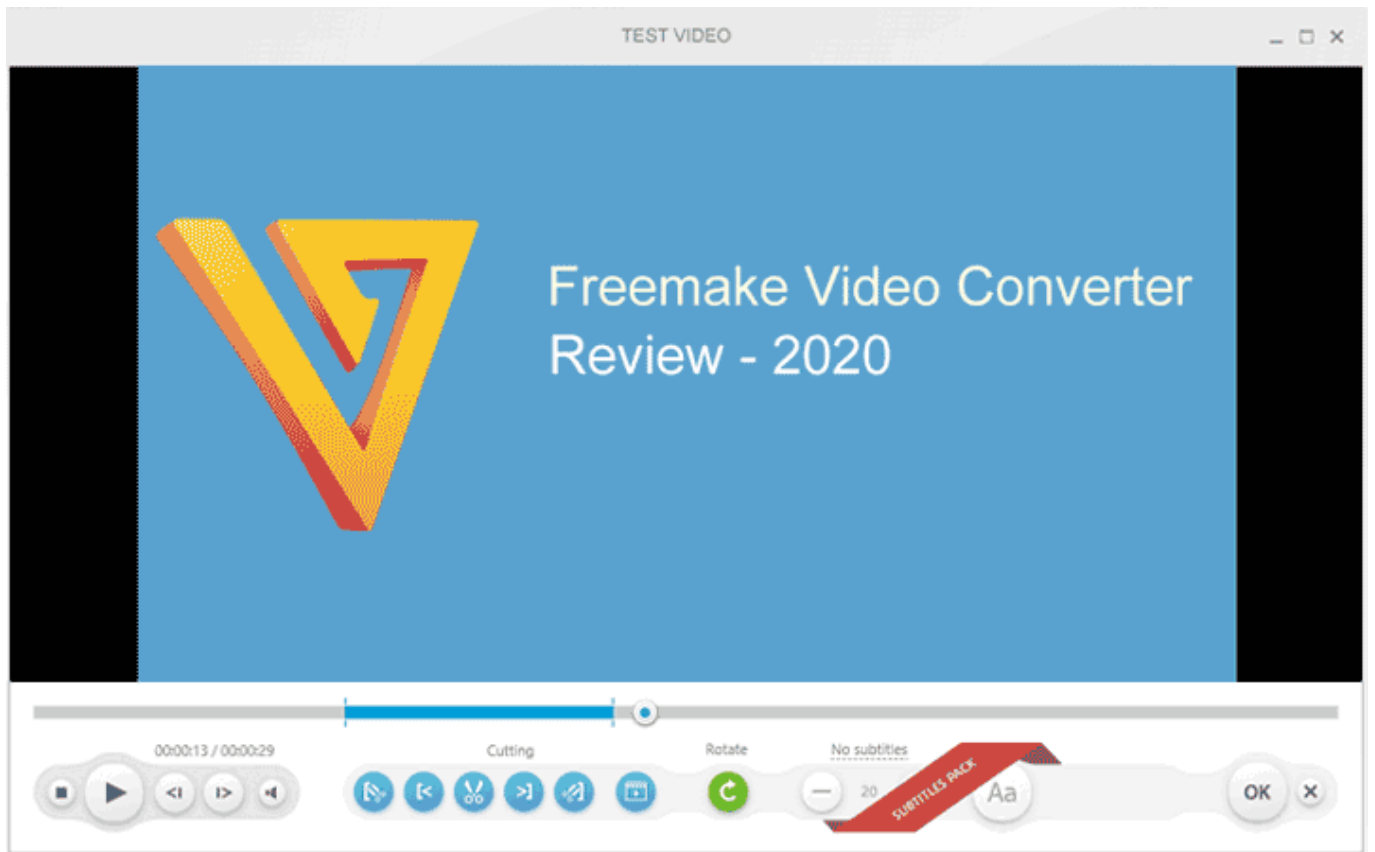 TEST VIDEO
Freemake Video Converter
Review - 2020
00:00:13 / 00:00:29
Cutting
Rotate
No subtitles
20
SUBTITLES PACK
Aa
OK